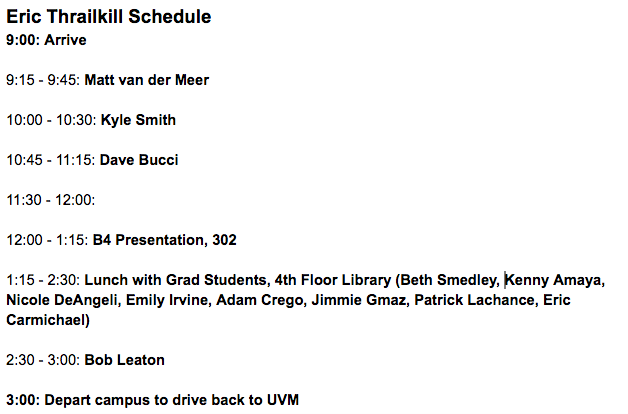 Eric Thrailkill Schedule
9:00: Arrive
9:15 - 9:45: Matt van der Meer
10:00 - 10:30: Kyle Smith
10:45 - 11:15: Dave Bucci
11:30 - 12:00:
12:00 - 1:15: B4 Presentation, 302
1:15 - 2:30: Lunch with Grad Students, 4th Floor Library (Beth Smedley, Kenny Amaya,
Nicole DeAngeli, Emily Irvine, Adam Crego, Jimmie Gmaz, Patrick Lachance, Eric
Carmichael)
2:30 - 3:00: Bob Leaton
3:00: Depart campus to drive back to UVM